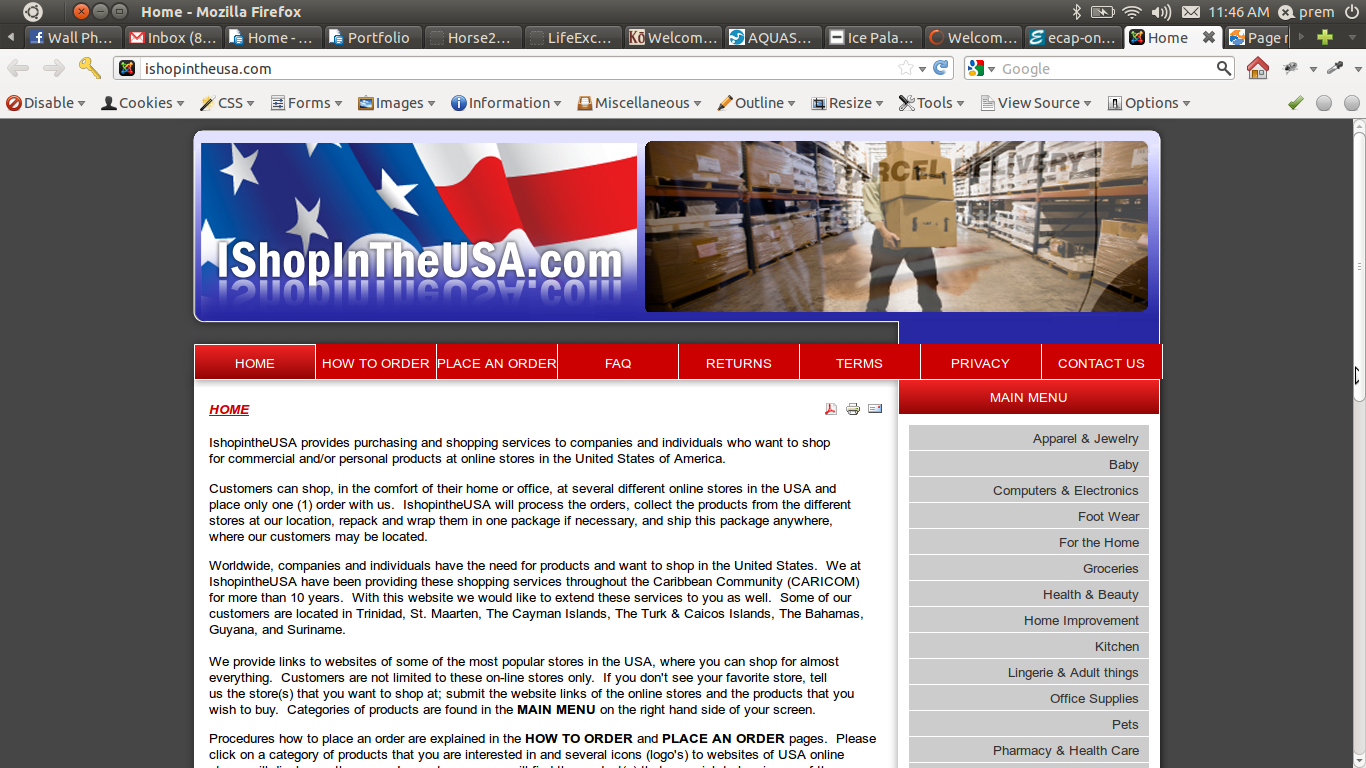 Home - Mozilla Firefox
11:46 AM
prem
Wall Ph...
Inbox (8...
Home - ...
Portfolio
Horse2...
LifeExc...
Welcom...
AQUAS...
Ice Pala...
Welcom...
ecap-on...
Home
Page r
ishopintheusa.com
Google
Disable
Cookies
CSS
Forms
Images
Information
Miscellaneous
Outline
Resize
Tools
View Source
Options
PARCEL DELIVERY
IShopInTheUSA.com
HOME
HOW TO ORDER
PLACE AN ORDER
FAQ
RETURNS
TERMS
PRIVACY
CONTACT US
HOME
IshopintheUSA provides purchasing and shopping services to companies and individuals who want to shop
for commercial and/or personal products at online stores in the United States of America.
Customers can shop, in the comfort of their home or office, at several different online stores in the USA and
place only one (1) order with us. IshopintheUSA will process the orders, collect the products from the different
stores at our location, repack and wrap them in one package if necessary, and ship this package anywhere,
where our customers may be located.
Worldwide, companies and individuals have the need for products and want to shop in the United States. We at
IshopintheUSA have been providing these shopping services throughout the Caribbean Community (CARICOM)
for more than 10 years. With this website we would like to extend these services to you as well. Some of our
customers are located in Trinidad, St. Maarten, The Cayman Islands, The Turk & Caicos Islands, The Bahamas,
Guyana, and Suriname.
We provide links to websites of some of the most popular stores in the USA, where you can shop for almost
everything. Customers are not limited to these on-line stores only. If you don't see your favorite store, tell
us the store(s) that you want to shop at; submit the website links of the online stores and the products that you
wish to buy. Categories of products are found in the MAIN MENU on the right hand side of your screen.
Procedures how to place an order are explained in the HOW TO ORDER and PLACE AN ORDER pages. Please
click on a category of products that you are interested in and several icons (logo's) to websites of USA online
MAIN MENU
Apparel & Jewelry
Baby
Computers & Electronics
Foot Wear
For the Home
Groceries
Health & Beauty
Home Improvement
Kitchen
Lingerie & Adult things
Office Supplies
Pets
Pharmacy & Health Care